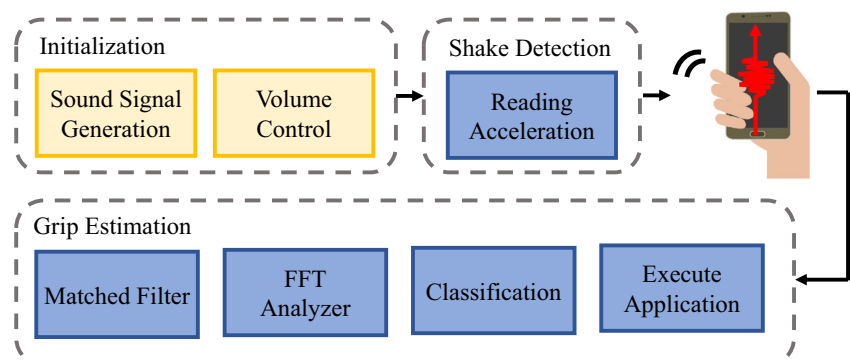 Initialization
Sound Signal
Generation
Volume
Control
Shake Detection
Reading
Acceleration
Grip Estimation
Matched Filter
FFT
Analyzer
Classification
Execute
Application